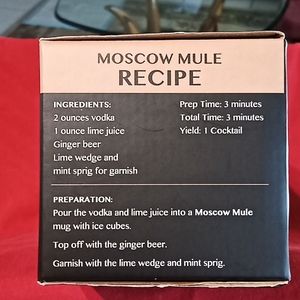 MOSCOW MULE
RECIPE
INGREDIENTS:
2 ounces vodka
1 ounce lime juice
Ginger beer
Lime wedge and
mint sprig for garnish
Prep Time: 3 minutes
Total Time: 3 minutes
Yield: 1 Cocktail
PREPARATION:
Pour the vodka and lime juice into a Moscow Mule
mug with ice cubes.
Top off with the ginger beer.
Garnish with the lime wedge and mint sprig.